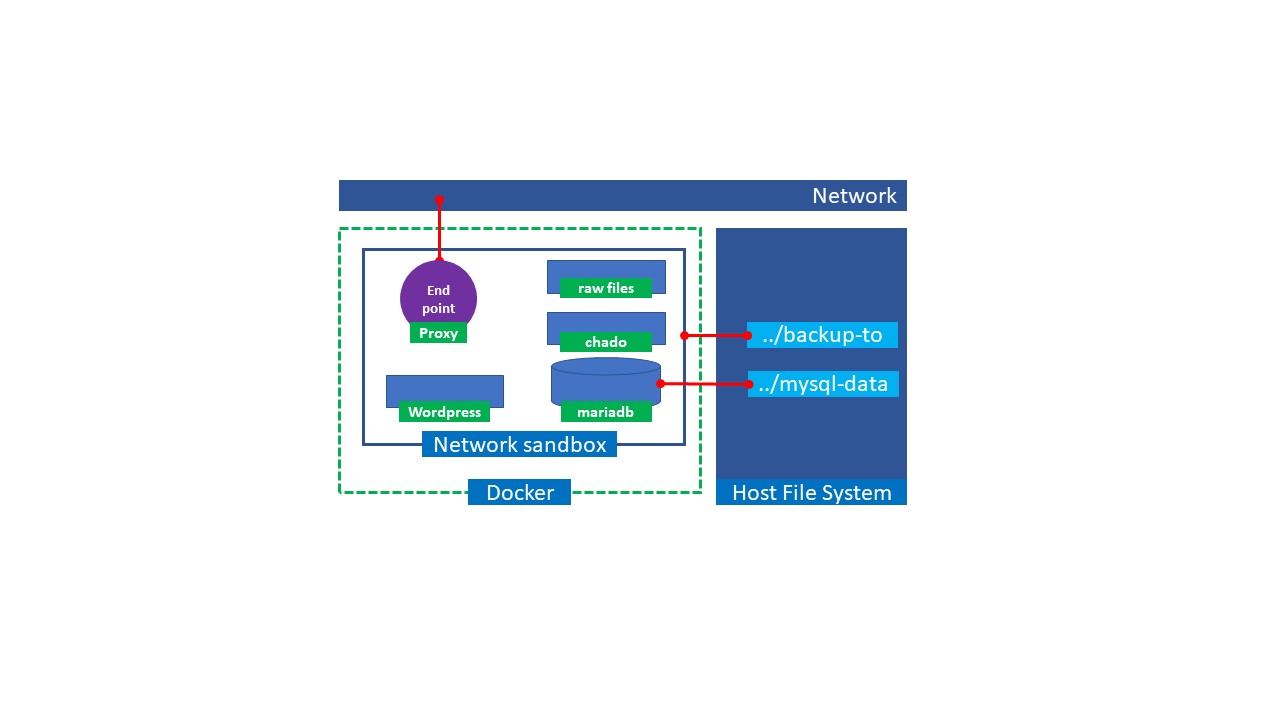 Network
End
point
Proxy
raw files
chado
Wordpress
mariadb
Network sandbox
Docker
../backup-to
../mysql-data
Host File System